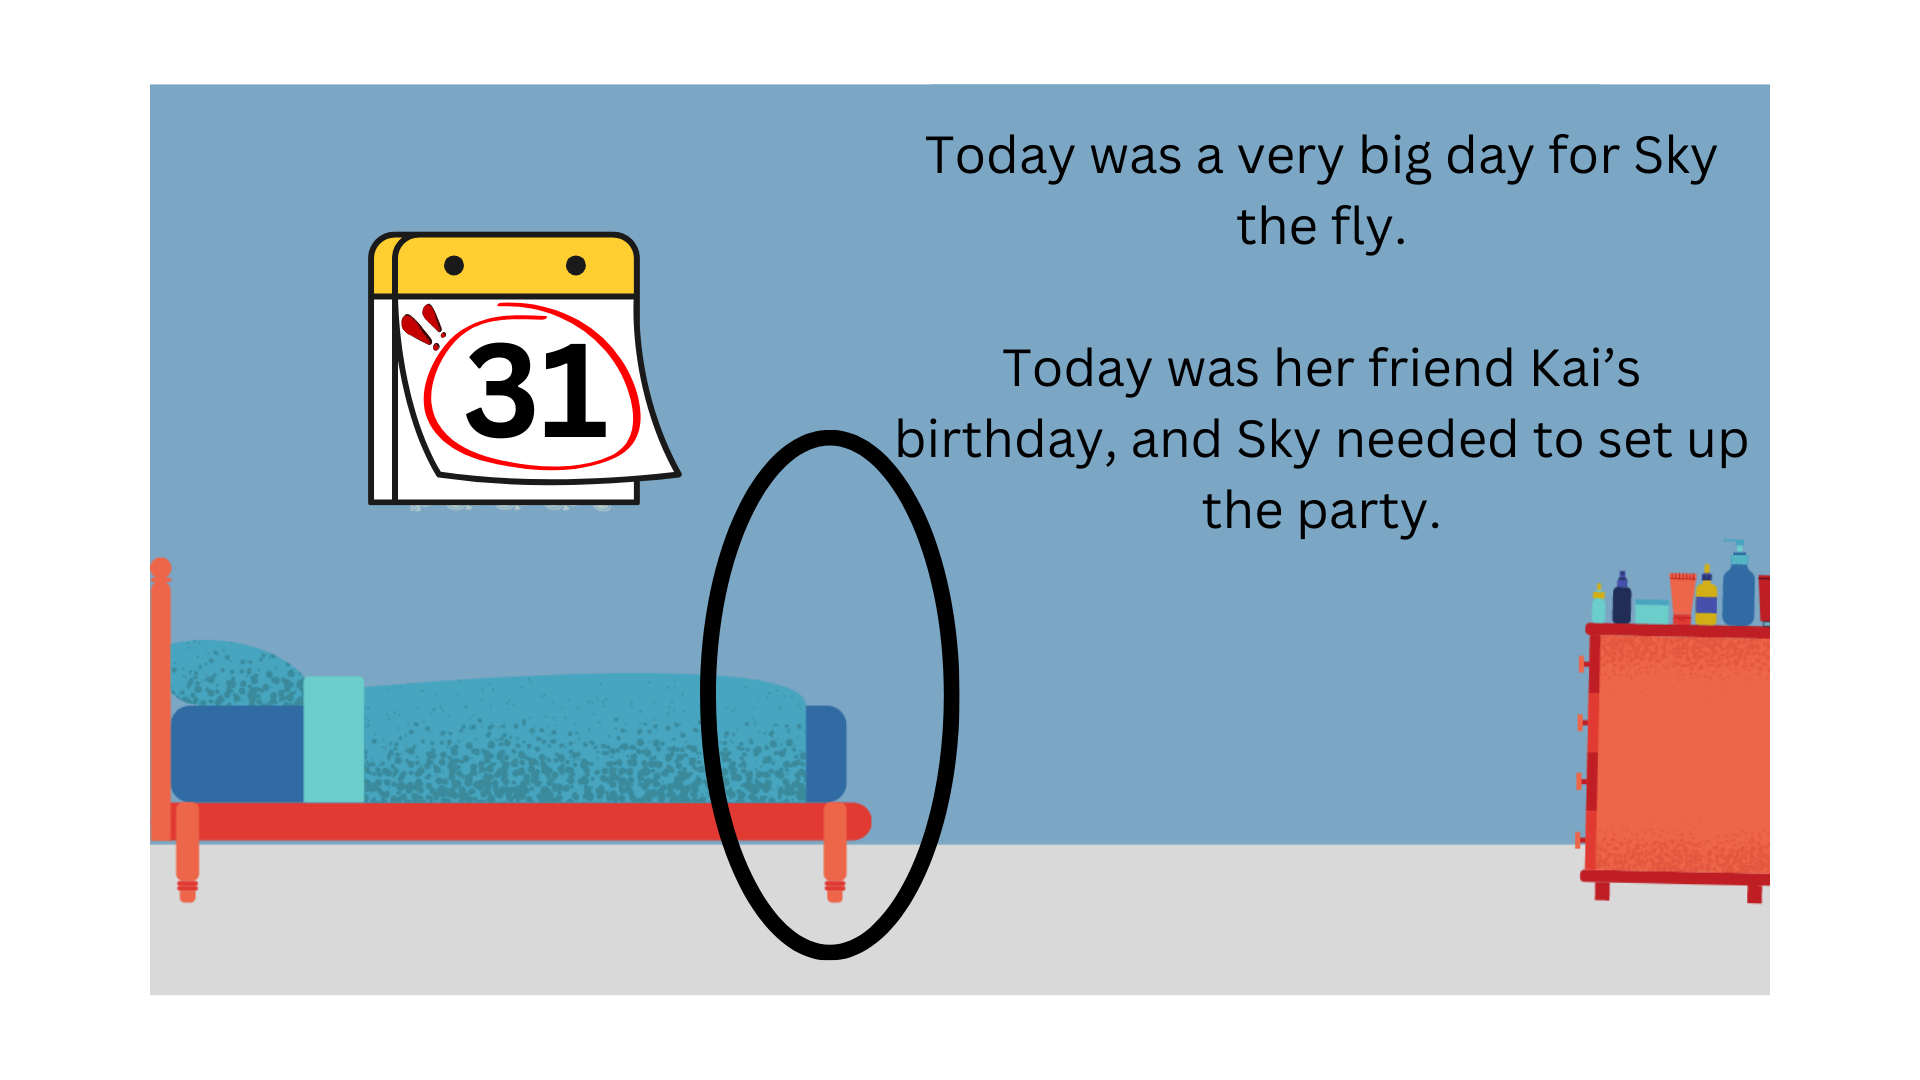 Today was a very big day for Sky
the fly.
Today was her friend Kai’s
birthday, and Sky needed to set up
the party.
31